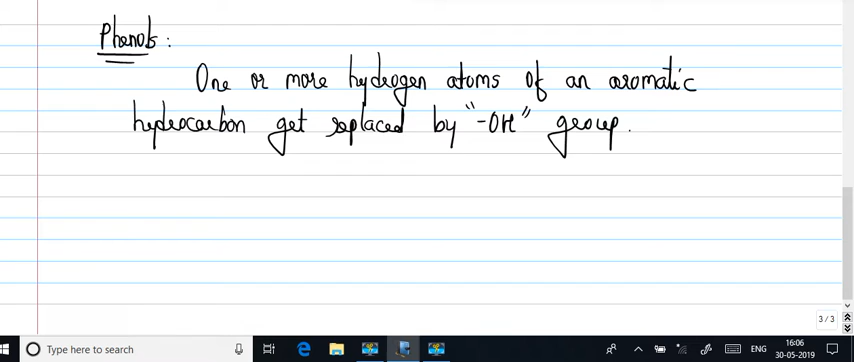 Phenols :
One or more hydrogen atoms of an aromatic
hydrocarbon get replaced by "-OH" group.
3 / 3
Type here to search
ENG
16:06
30-05-2019